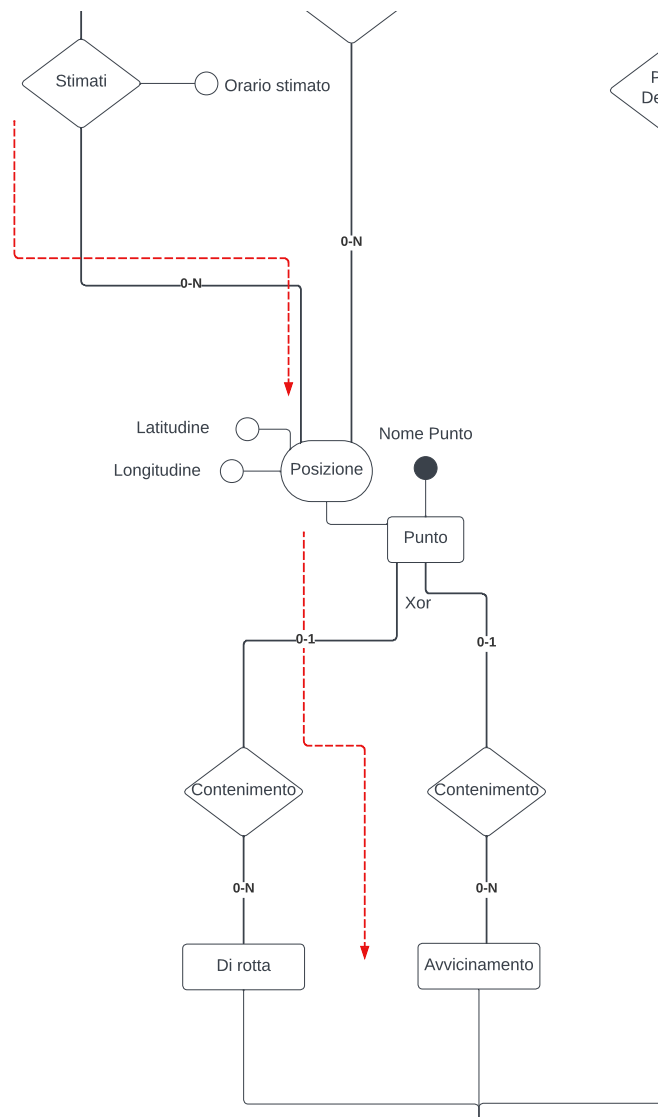 Stimati
Orario stimato
P
De
0-N
0-N
Latitudine
Nome Punto
Longitudine
Posizione
Punto
Xor
0-1
0-1
Contenimento
Contenimento
0-N
0-N
Di rotta
Avvicinamento